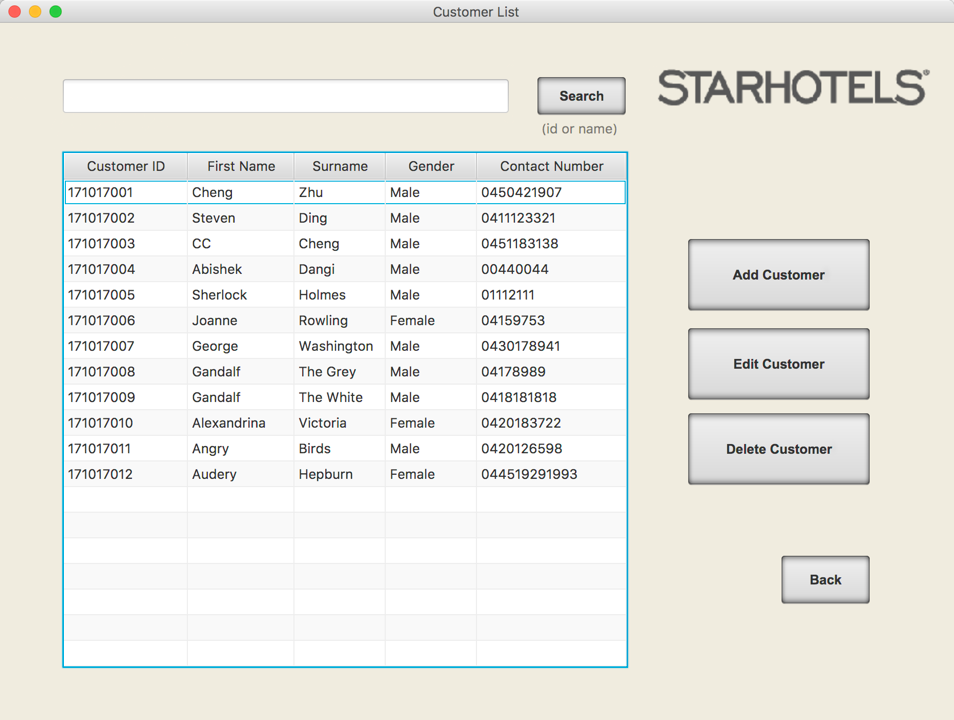 Customer List
STARHOTELS®
Search
(id or name)
Customer ID First Name Surname Gender Contact Number
171017001 Cheng Zhu Male 0450421907
171017002 Steven Ding Male 0411123321
171017003 CC Cheng Male 0451183138
171017004 Abishek Dangi Male 00440044
171017005 Sherlock Holmes Male 01112111
171017006 Joanne Rowling Female 04159753
171017007 George Washington Male 0430178941
171017008 Gandalf The Grey Male 04178989
171017009 Gandalf The White Male 0418181818
171017010 Alexandrina Victoria Female 0420183722
171017011 Angry Birds Male 0420126598
171017012 Audery Hepburn Female 044519291993
Add Customer
Edit Customer
Delete Customer
Back